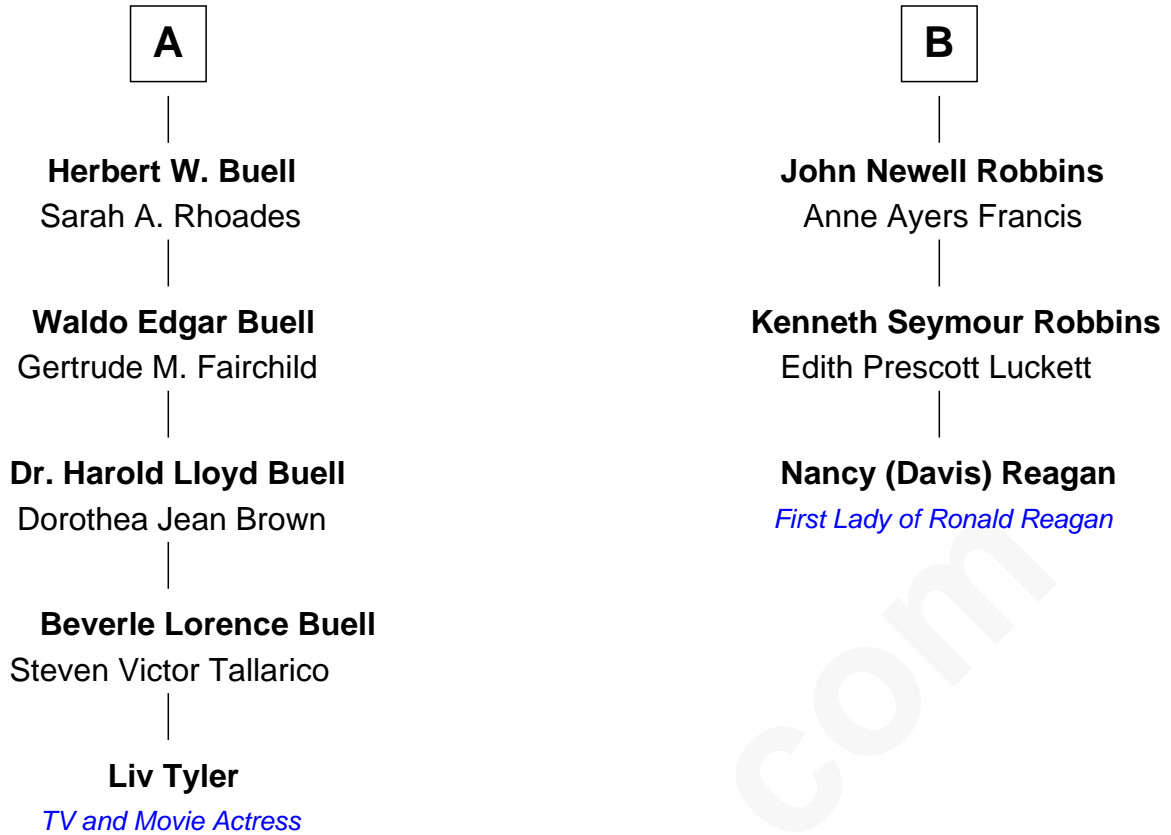 A
Herbert W. Buell
Sarah A. Rhoades
Waldo Edgar Buell
Gertrude M. Fairchild
Dr. Harold Lloyd Buell
Dorothea Jean Brown
Beverle Lorence Buell
Steven Victor Tallarico
Liv Tyler
TV and Movie Actress
B
John Newell Robbins
Anne Ayers Francis
Kenneth Seymour Robbins
Edith Prescott Luckett
Nancy (Davis) Reagan
First Lady of Ronald Reagan
com